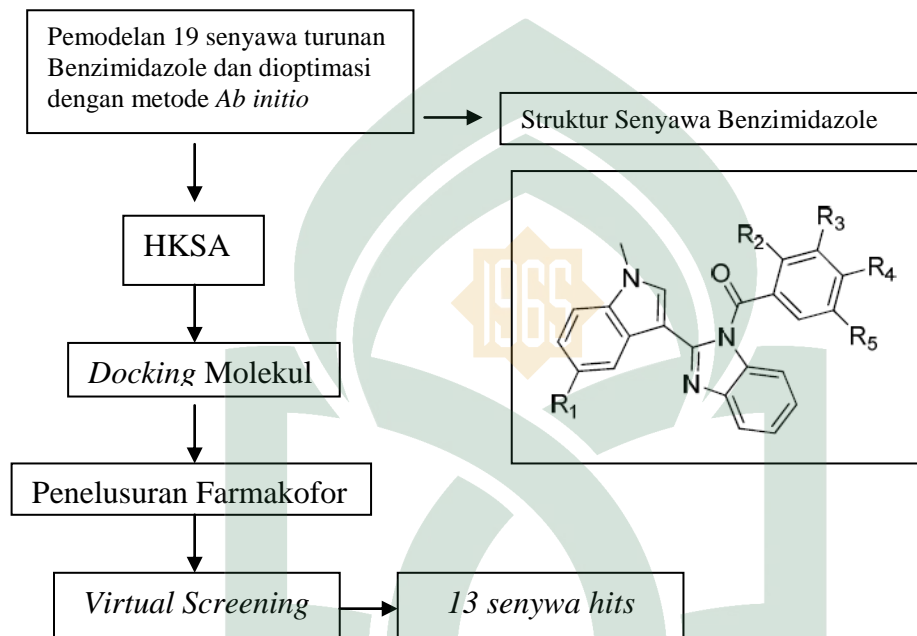 Pemodelan 19 senyawa turunan
Benzimidazole dan dioptimasi
dengan metode Ab initio
Struktur Senyawa Benzimidazole
HKSA
Docking Molekul
Penelusuran Farmakofor
Virtual Screening
13 senywa hits
1965
N
O
R2
R3
R4
R5
N
N
R1